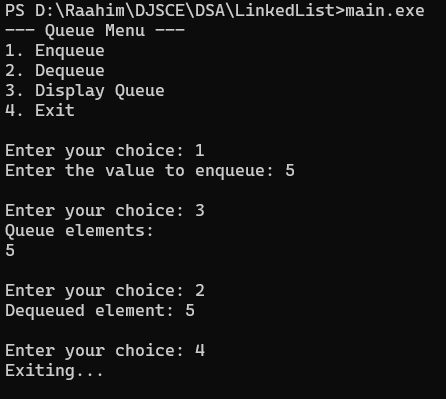 PS D:\Raahim\DJSCE\DSA\LinkedList>main.exe
--- Queue Menu ---
1. Enqueue
2. Dequeue
3. Display Queue
4. Exit
Enter your choice: 1
Enter the value to enqueue: 5
Enter your choice: 3
Queue elements:
5
Enter your choice: 2
Dequeued element: 5
Enter your choice: 4
Exiting...